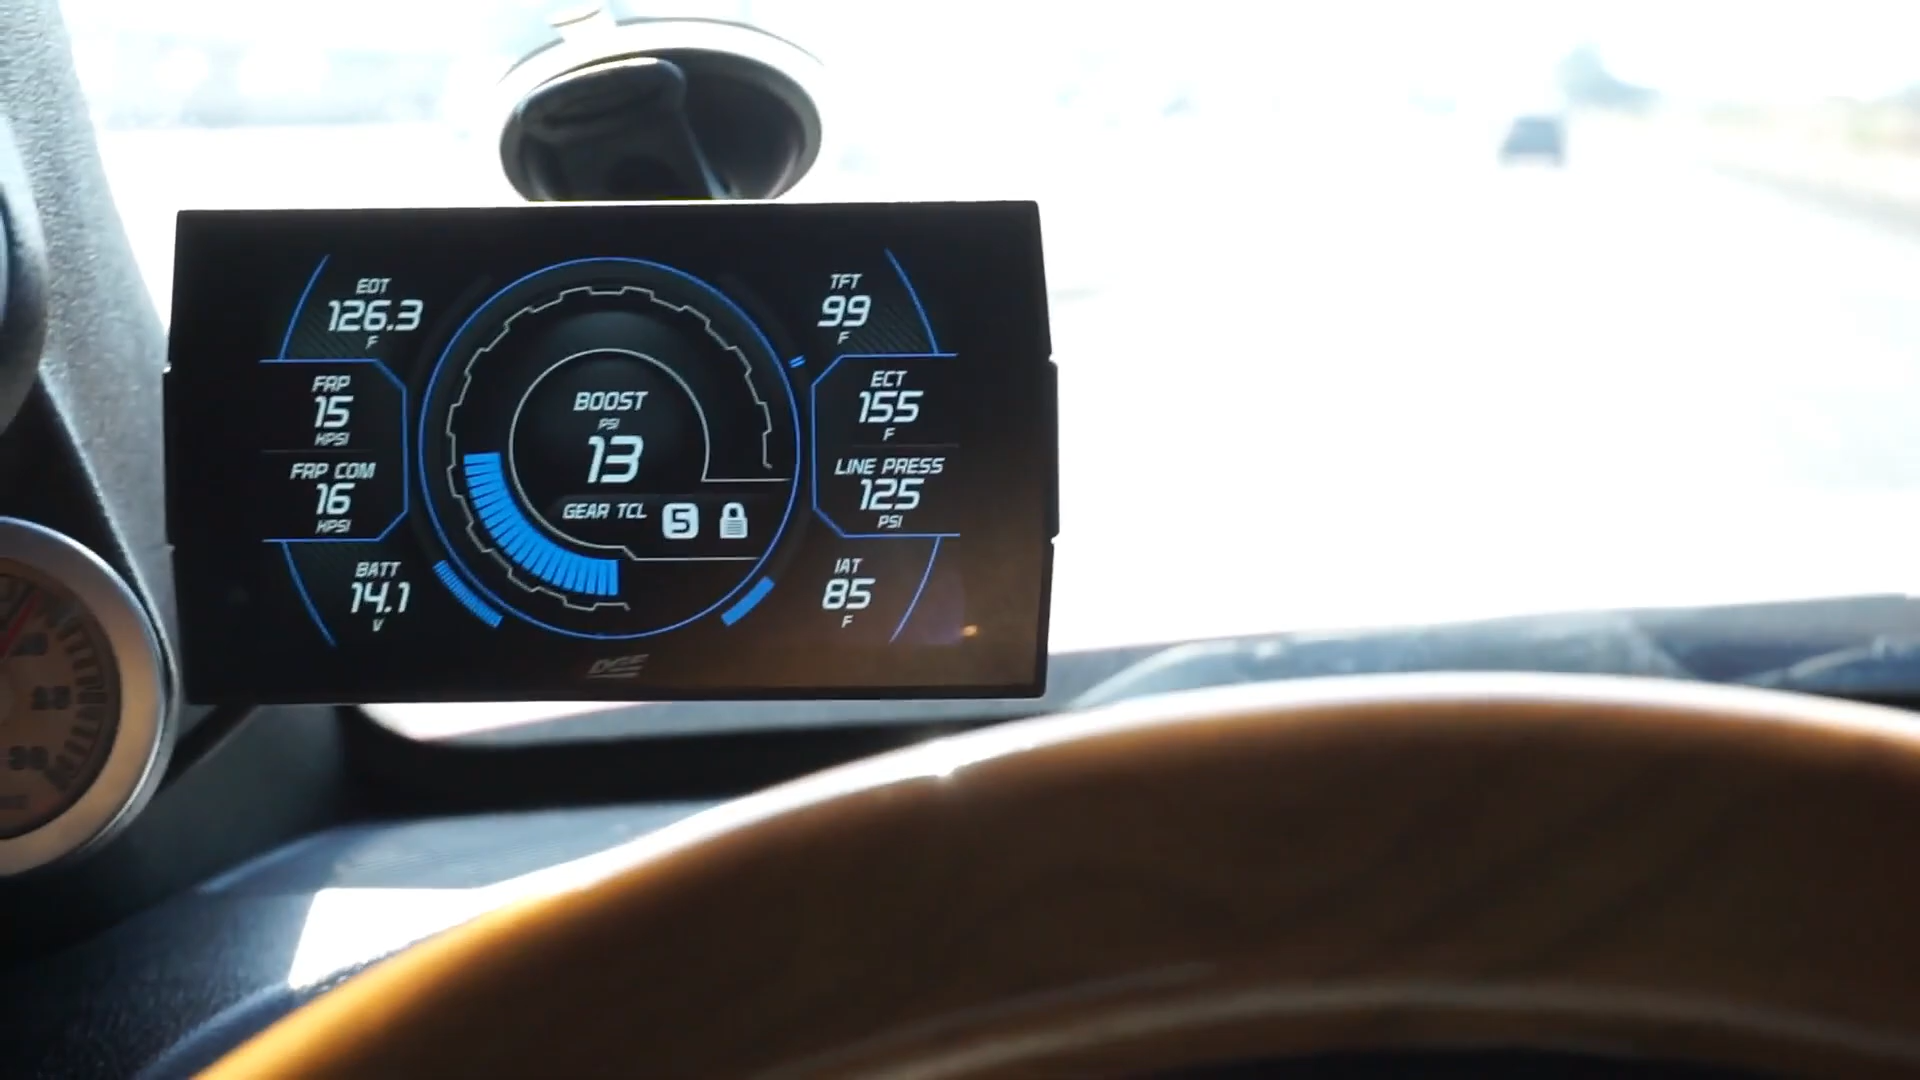 EOT
126.3
F
FRP
15
KPSI
FRP COM
16
KPSI
BATT
14.1
V
BOOST
PSI
13
GEAR TCL 5
TFT
99
F
ECT
155
F
LINE PRESS
125
PSI
IAT
85
F